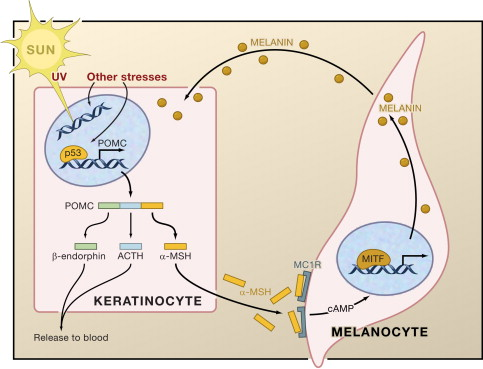 SUN
UV
Other stresses
p53
POMC
POMC
β-endorphin
ACTH
α-MSH
KERATINOCYTE
Release to blood
MELANIN
MELANIN
MITF
MC1R
α-MSH
cAMP
MELANOCYTE